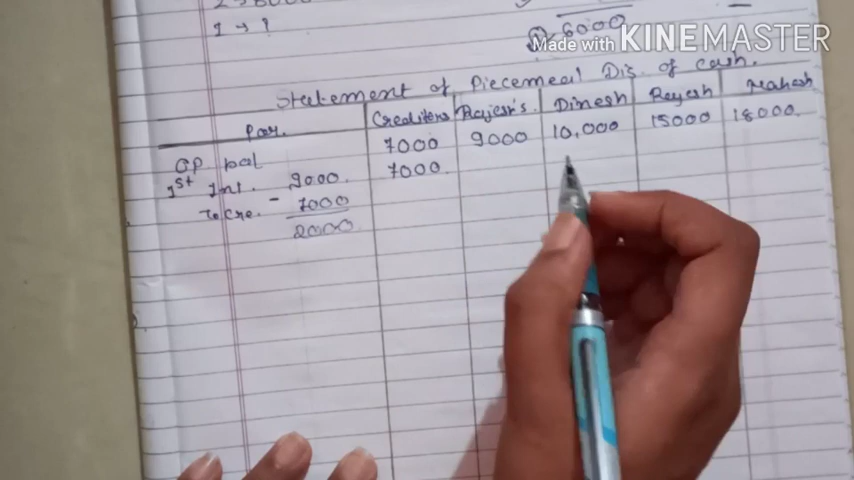 1 → ?
6000
Made with KINEMASTER
Statement of Piecemeal Dis. of cash.
Par. Creditors Rajesh's. Dinesh Rajesh Mahesh
OP bal 7000 9000 10,000 15000 18000.
1st Int. 9000. 7000.
To Cre. - 7000
2000